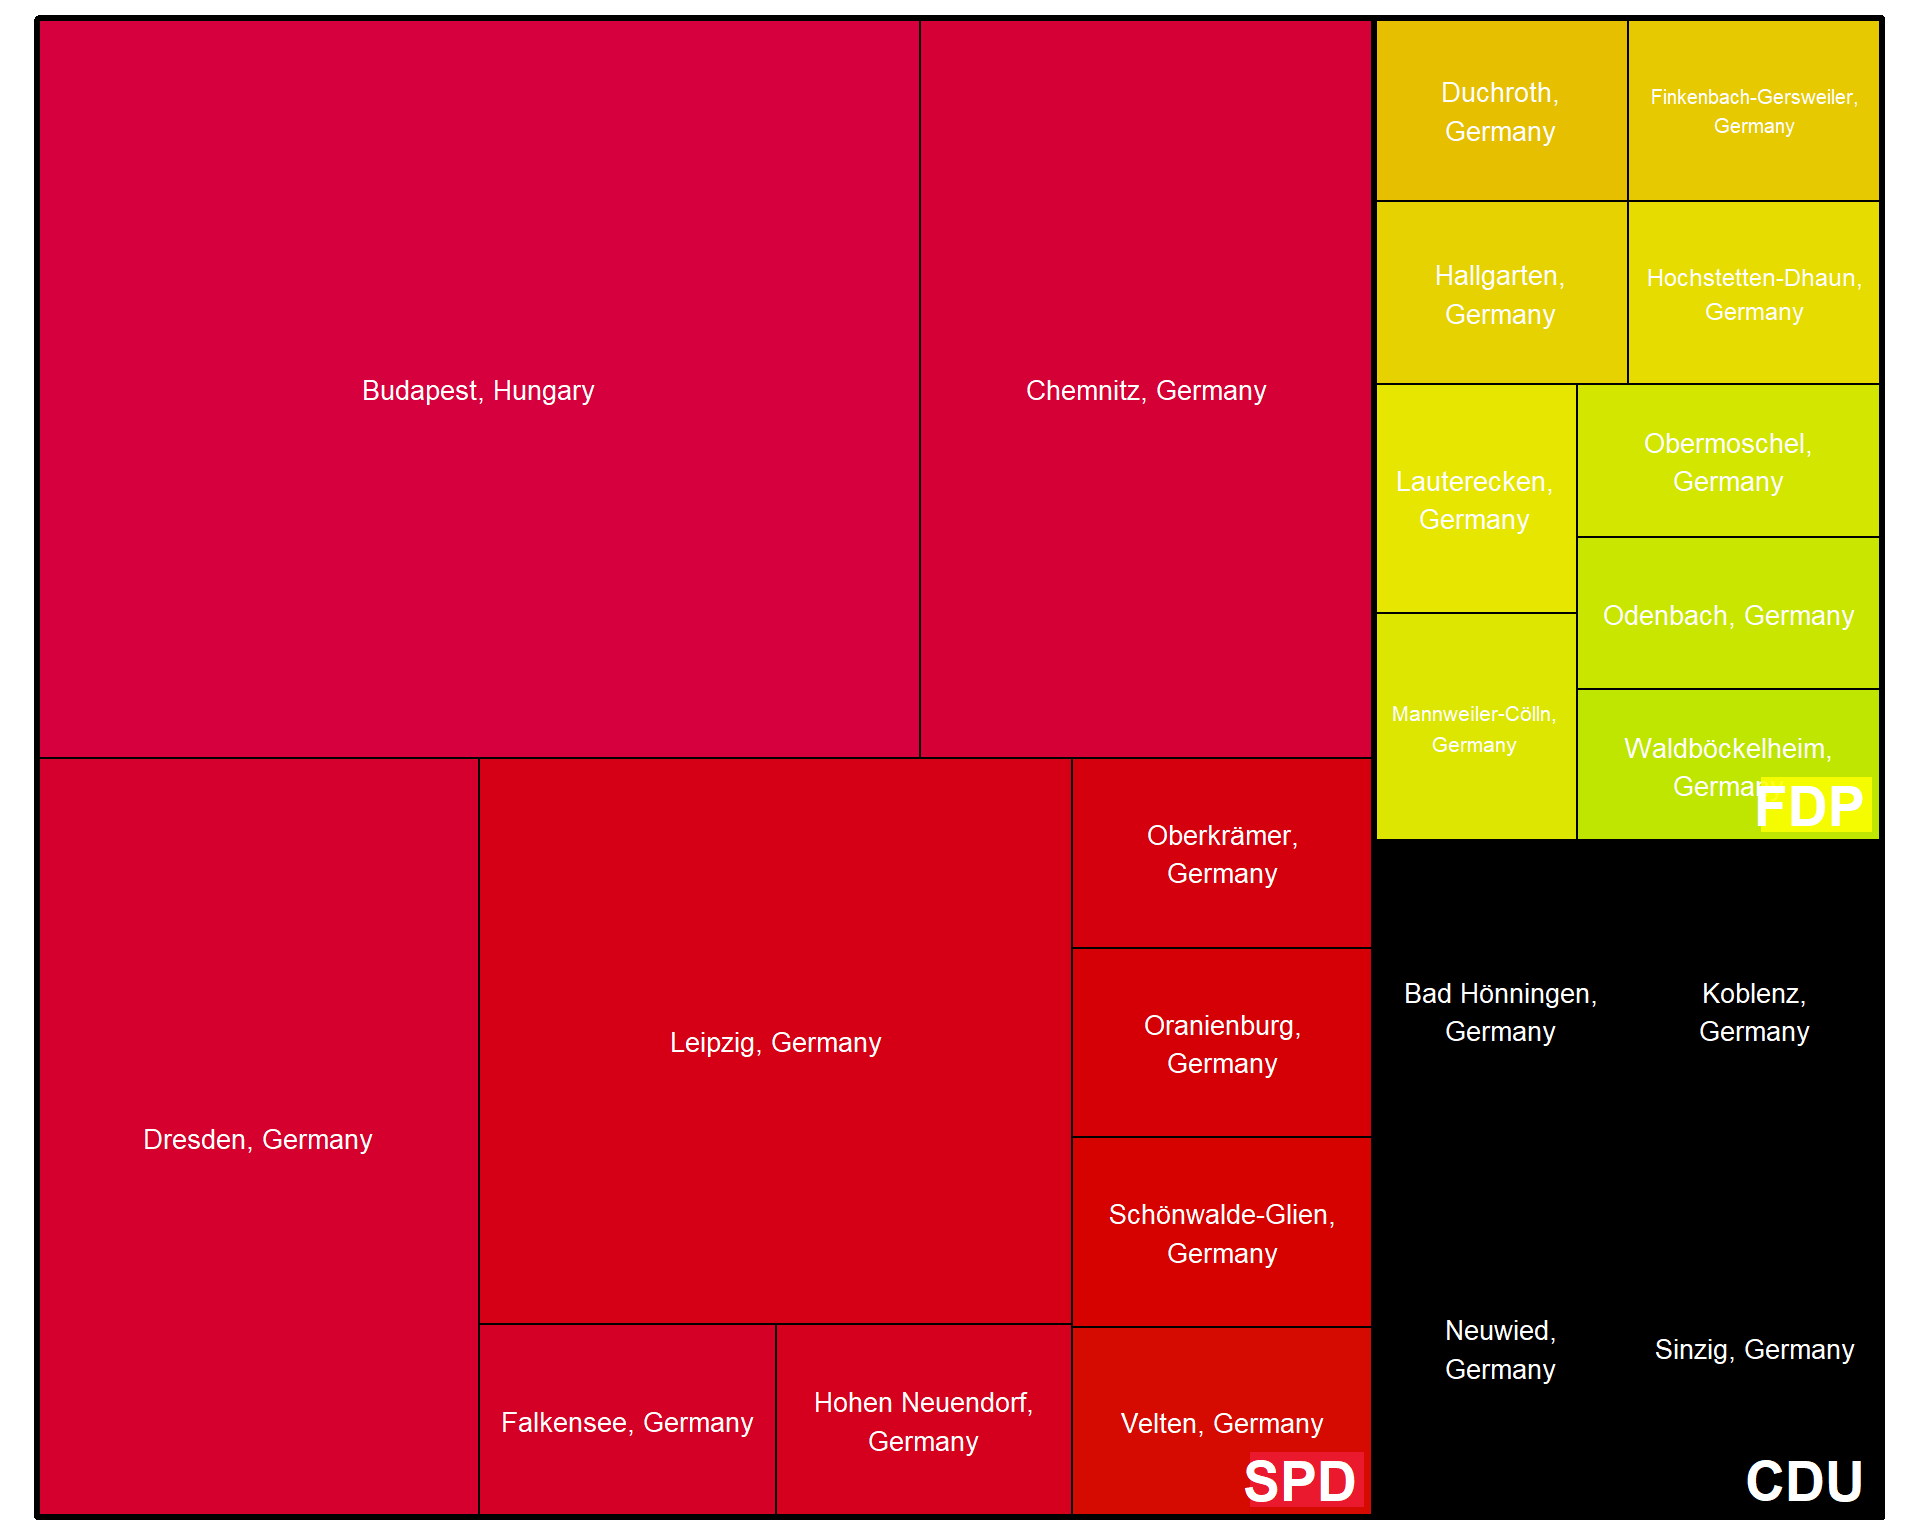 Budapest, Hungary
Chemnitz, Germany
Dresden, Germany
Leipzig, Germany
Falkensee, Germany
Hohen Neuendorf,
Germany
Oberkrämer,
Germany
Oranienburg,
Germany
Schönwalde-Glien,
Germany
Velten, Germany
SPD
Duchroth,
Germany
Finkenbach-Gersweiler,
Germany
Hallgarten,
Germany
Hochstetten-Dhaun,
Germany
Lauterecken,
Germany
Mannweiler-Cölln,
Germany
Obermoschel,
Germany
Odenbach, Germany
Waldböckelheim,
Germany
FDP
Bad Hönningen,
Germany
Koblenz,
Germany
Neuwied,
Germany
Sinzig, Germany
CDU